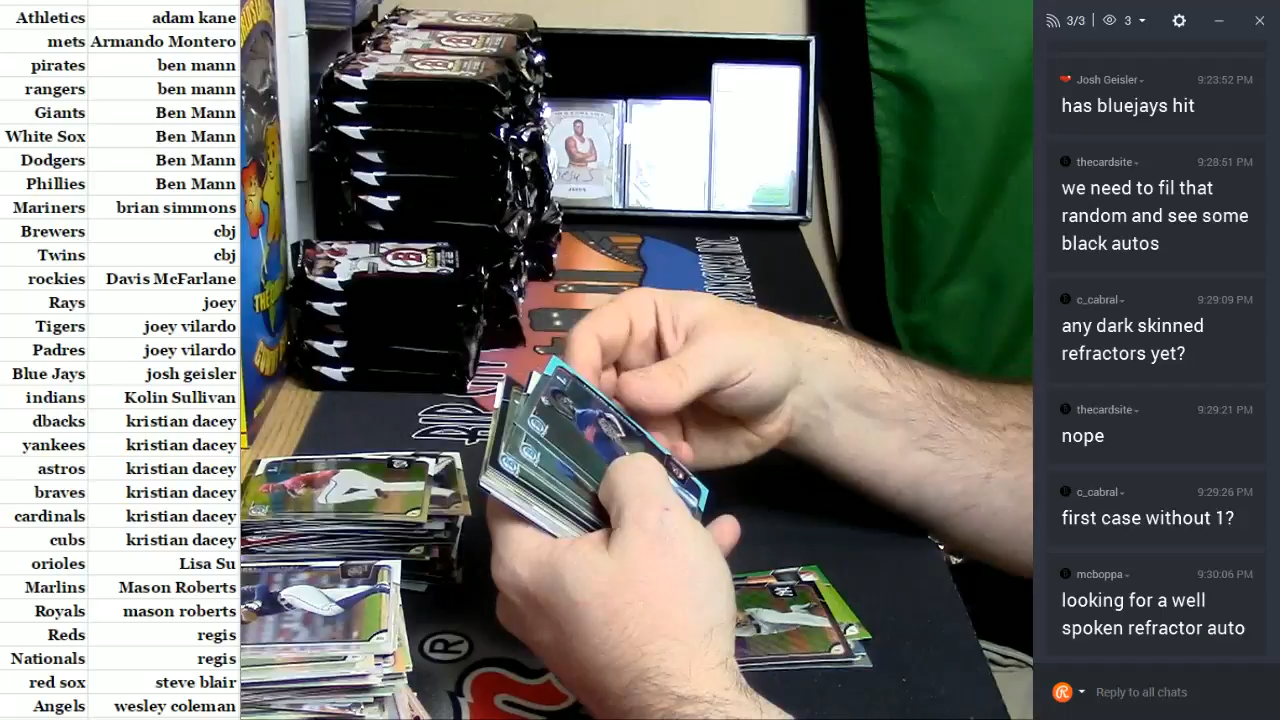 Athletics adam kane
mets Armando Montero
pirates ben mann
rangers ben mann
Giants Ben Mann
White Sox Ben Mann
Dodgers Ben Mann
Phillies Ben Mann
Mariners brian simmons
Brewers cbj
Twins cbj
rockies Davis McFarlane
Rays joey
Tigers joey vilardo
Padres joey vilardo
Blue Jays josh geisler
indians Kolin Sullivan
dbacks kristian dacey
yankees kristian dacey
astros kristian dacey
braves kristian dacey
cardinals kristian dacey
cubs kristian dacey
orioles Lisa Su
Marlins Mason Roberts
Royals mason roberts
Reds regis
Nationals regis
red sox steve blair
Angels wesley coleman
RIP
®
3/3 | 3
Josh Geisler 9:23:52 PM
has bluejays hit
thecardsite 9:28:51 PM
we need to fil that
random and see some
black autos
c_cabral 9:29:09 PM
any dark skinned
refractors yet?
thecardsite 9:29:21 PM
nope
c_cabral 9:29:26 PM
first case without 1?
mcboppa 9:30:06 PM
looking for a well
spoken refractor auto
Reply to all chats